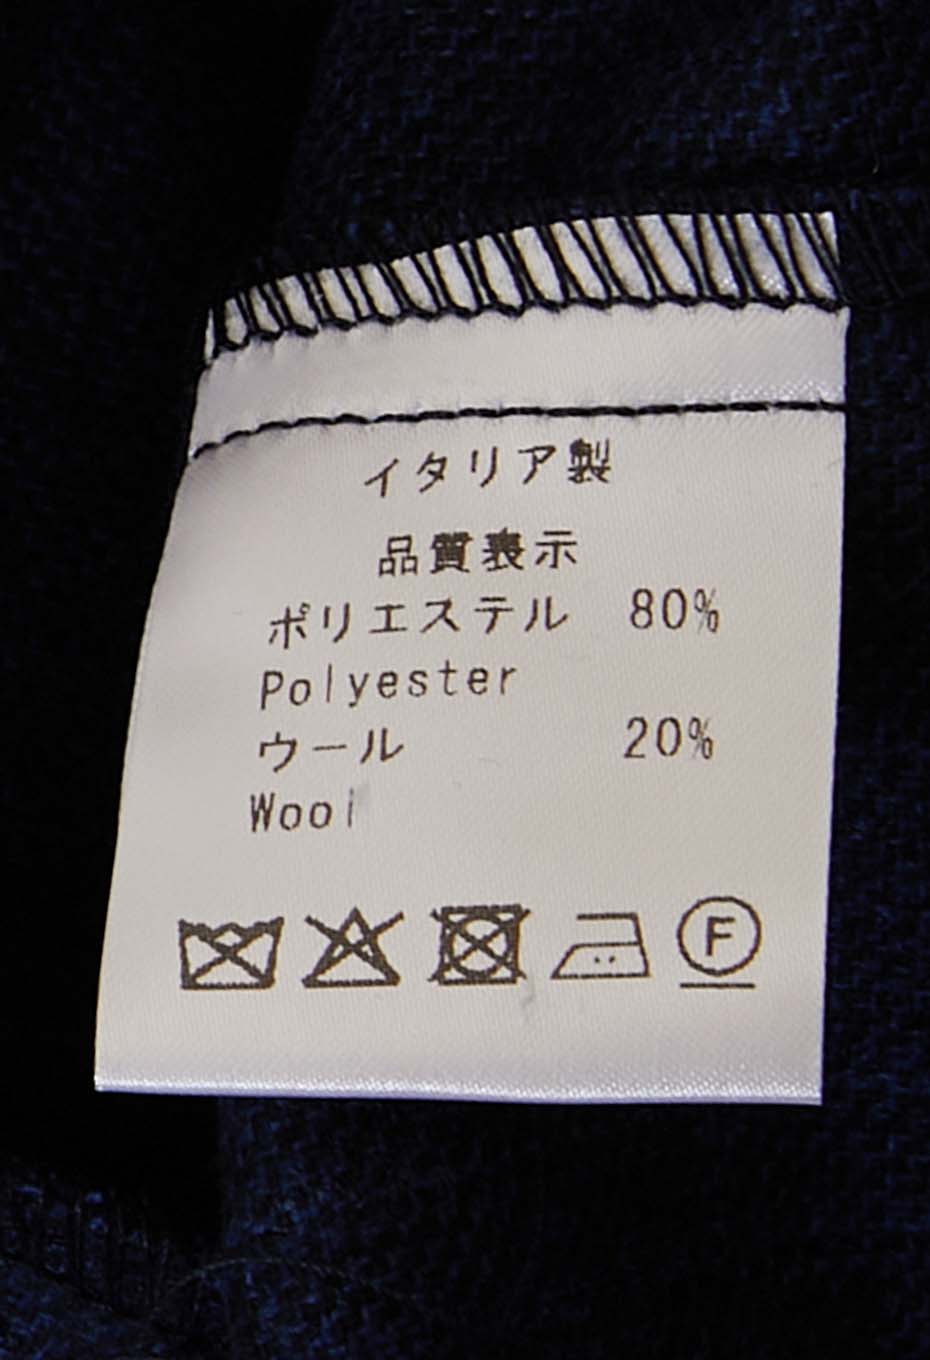 イタリア製
品質表示
ポリエステル 80%
Polyester
ウール 20%
Wool
F